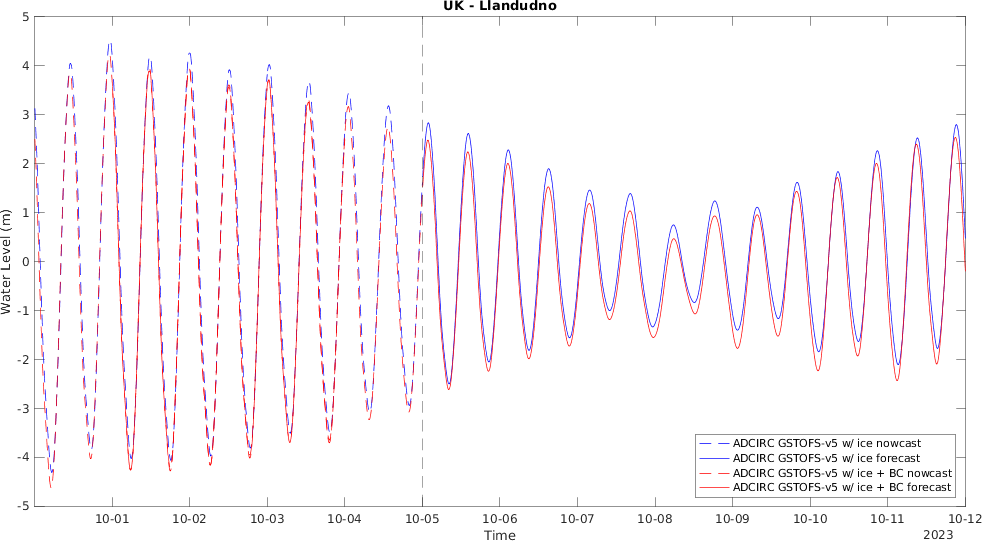 UK - Llandudno
5
4
3
2
1
0
-1
-2
-3
-4
-5
Water Level (m)
ADCIRC GSTOFS-v5 w/ ice nowcast
ADCIRC GSTOFS-v5 w/ ice forecast
ADCIRC GSTOFS-v5 w/ ice + BC nowcast
ADCIRC GSTOFS-v5 w/ ice + BC forecast
10-01 10-02 10-03 10-04 10-05 10-06 10-07 10-08 10-09 10-10 10-11 10-12
Time
2023